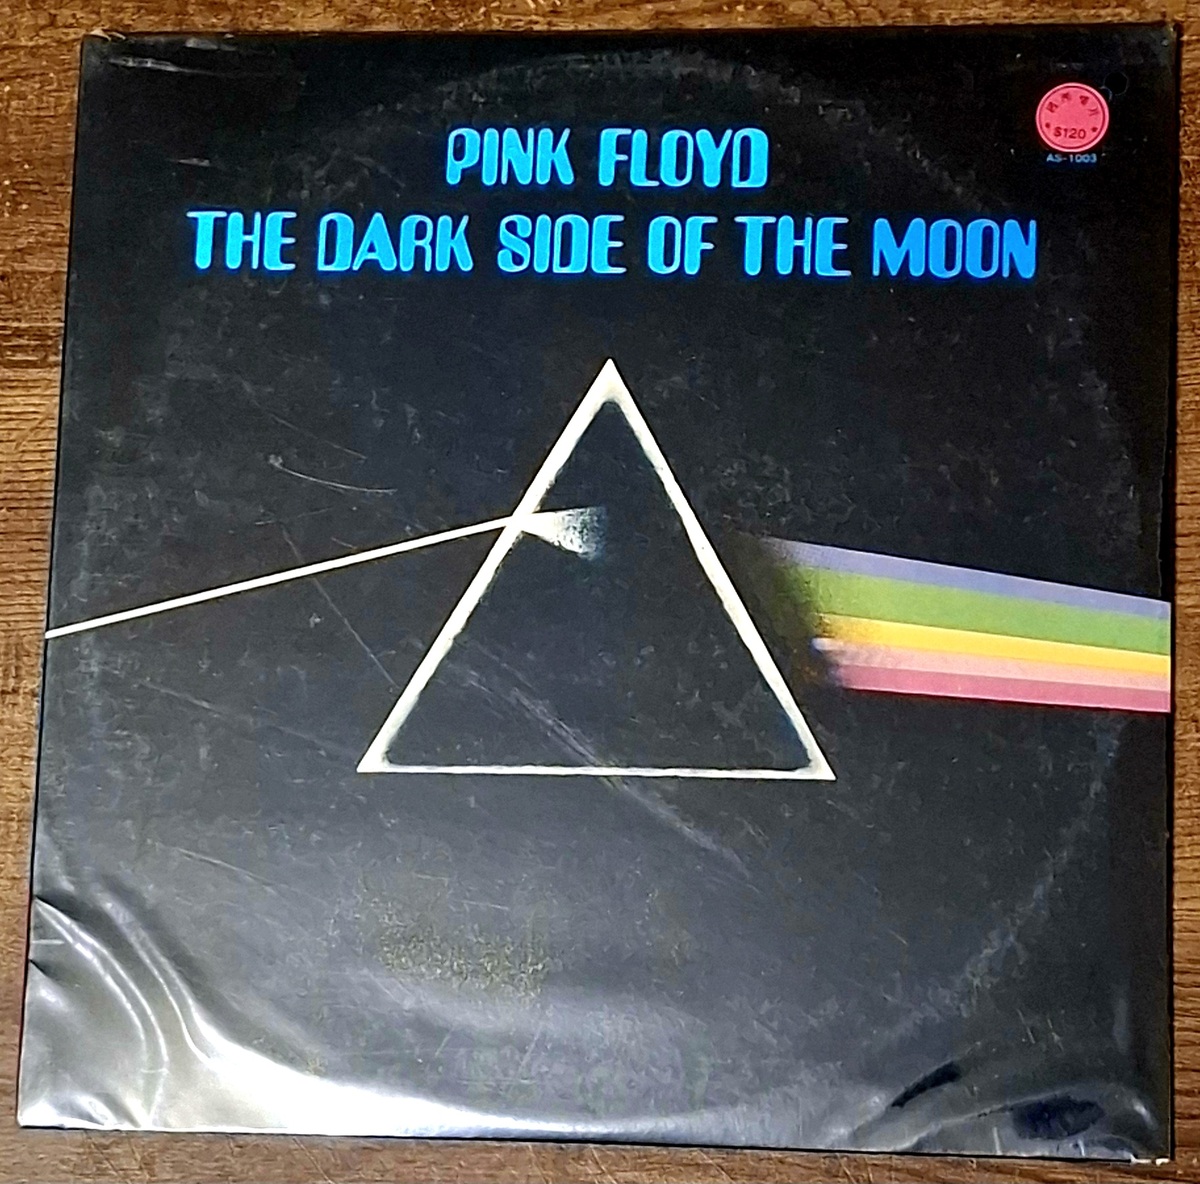 PINK FLOYD
THE DARK SIDE OF THE MOON
$120
AS-1003